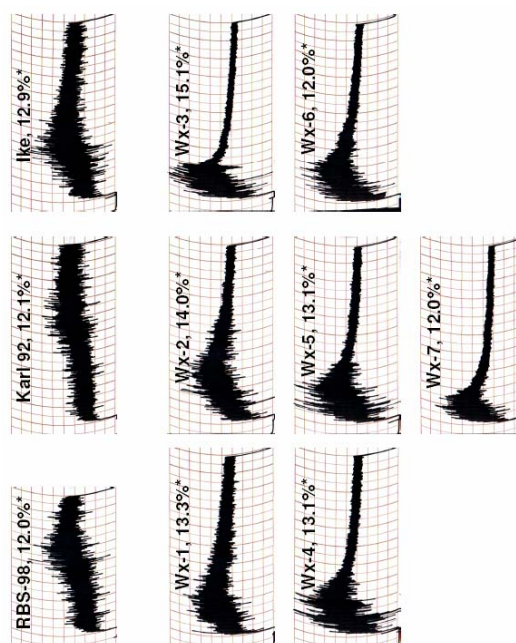 RBS-98, 12.0%*
Karl 92, 12.1%*
Ike, 12.9%*
Wx-1, 13.3%*
Wx-2, 14.0%*
Wx-3, 15.1%*
Wx-4, 13.1%*
Wx-5, 13.1%*
Wx-6, 12.0%*
Wx-7, 12.0%*